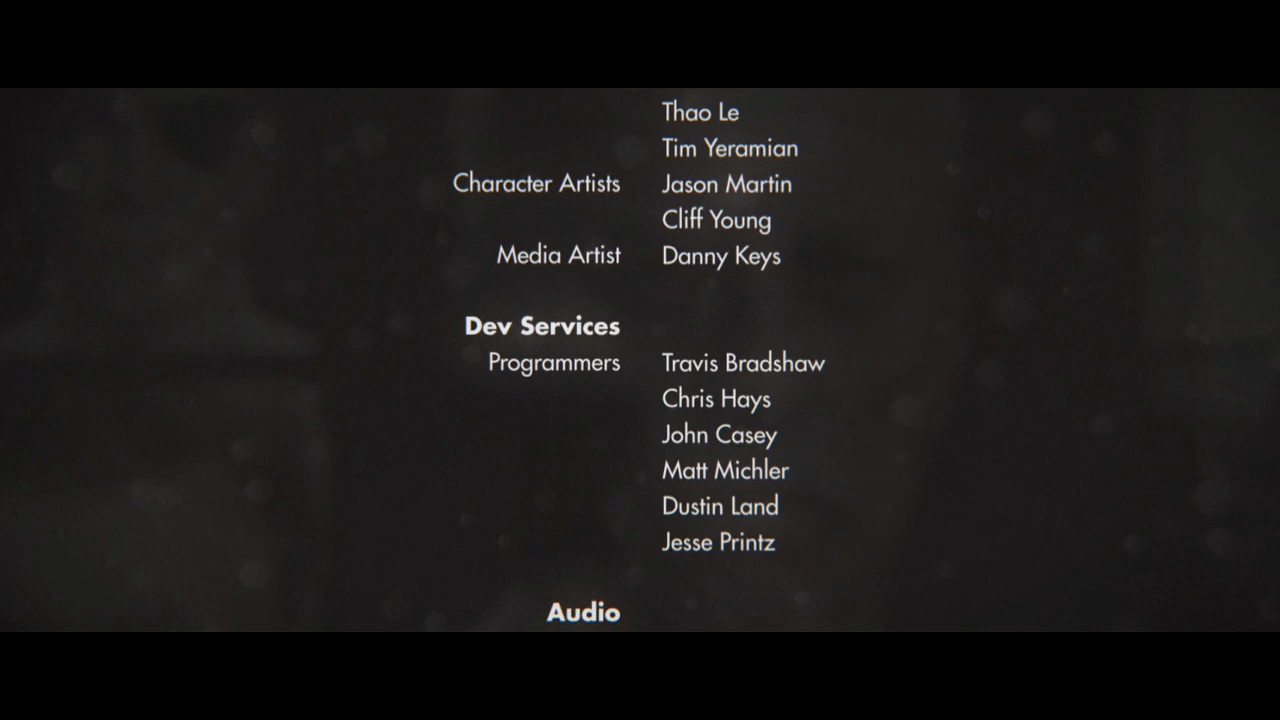 Thao Le
Tim Yeramian
Character Artists Jason Martin
Cliff Young
Media Artist Danny Keys
Dev Services
Programmers Travis Bradshaw
Chris Hays
John Casey
Matt Michler
Dustin Land
Jesse Printz
Audio